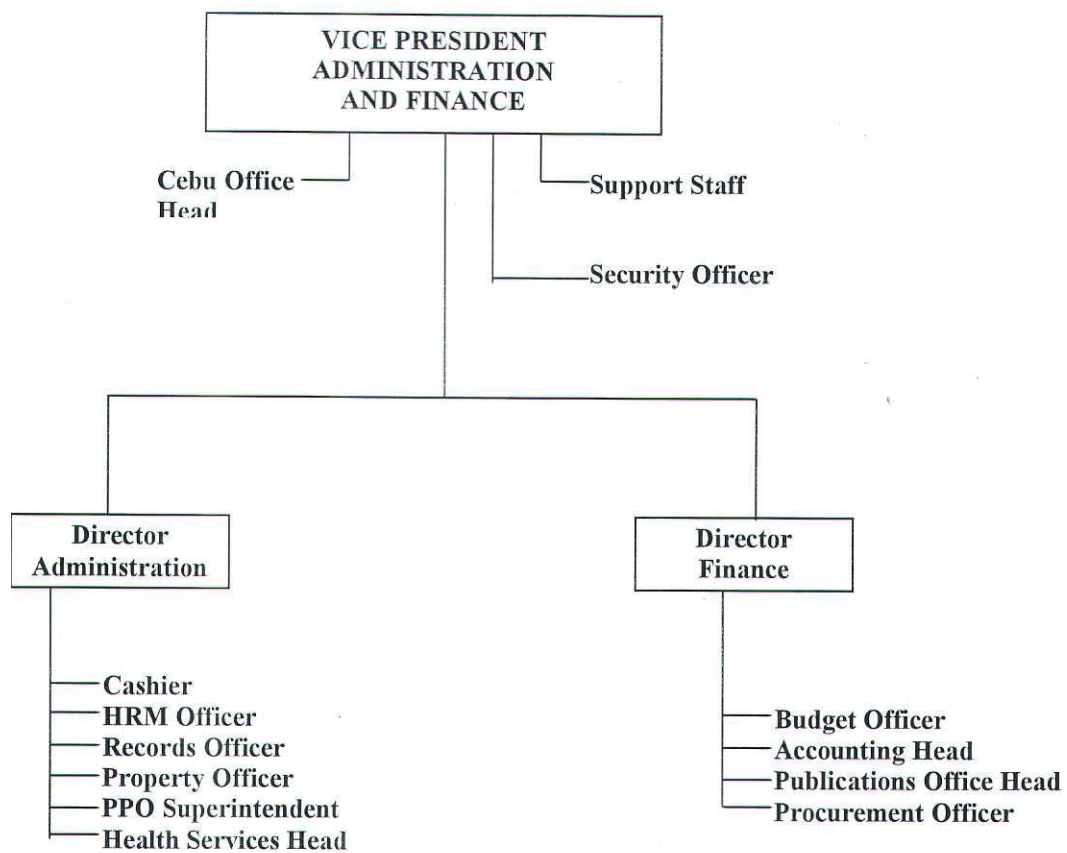 VICE PRESIDENT
ADMINISTRATION
AND FINANCE
Cebu Office
Head
Support Staff
Security Officer
Director
Administration
Director
Finance
Cashier
HRM Officer
Records Officer
Property Officer
PPO Superintendent
Health Services Head
Budget Officer
Accounting Head
Publications Office Head
Procurement Officer